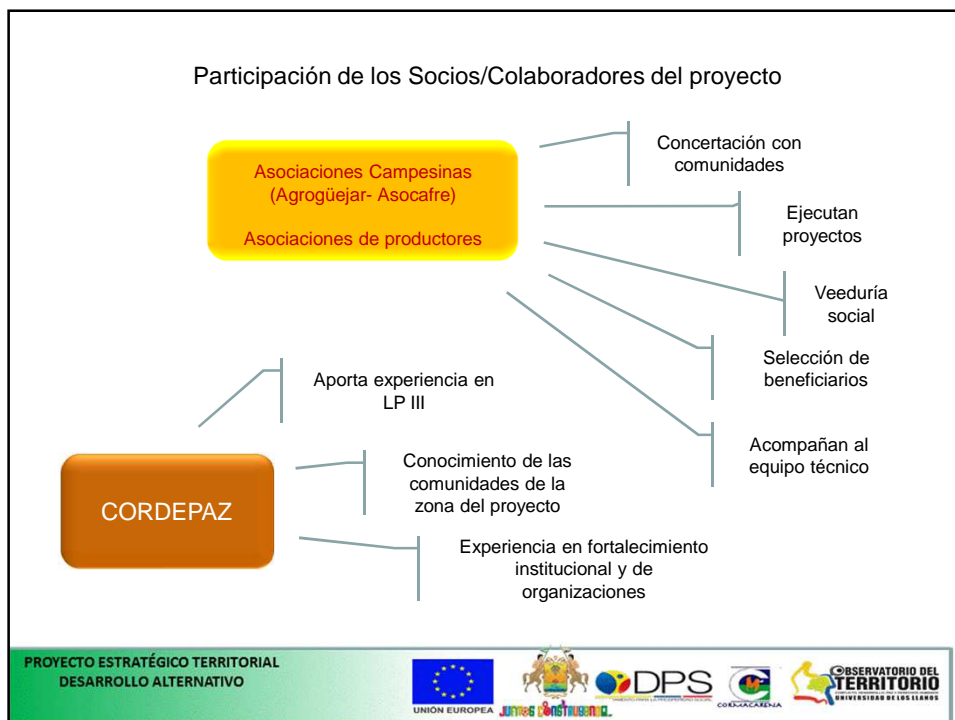 Participación de los Socios/Colaboradores del proyecto
Asociaciones Campesinas
(Agrogüejar- Asocafre)
Asociaciones de productores
Concertación con
comunidades
Ejecutan
proyectos
Veeduría
social
Selección de
beneficiarios
Acompañan al
equipo técnico
Aporta experiencia en
LP III
CORDEPAZ
Conocimiento de las
comunidades de la
zona del proyecto
Experiencia en fortalecimiento
institucional y de
organizaciones
PROYECTO ESTRATÉGICO TERRITORIAL
DESARROLLO ALTERNATIVO
UNIÓN EUROPEA
DPS
CORMACARENA
OBSERVATORIO DEL
TERRITORIO
UNIVERSIDAD DE LOS LLANOS